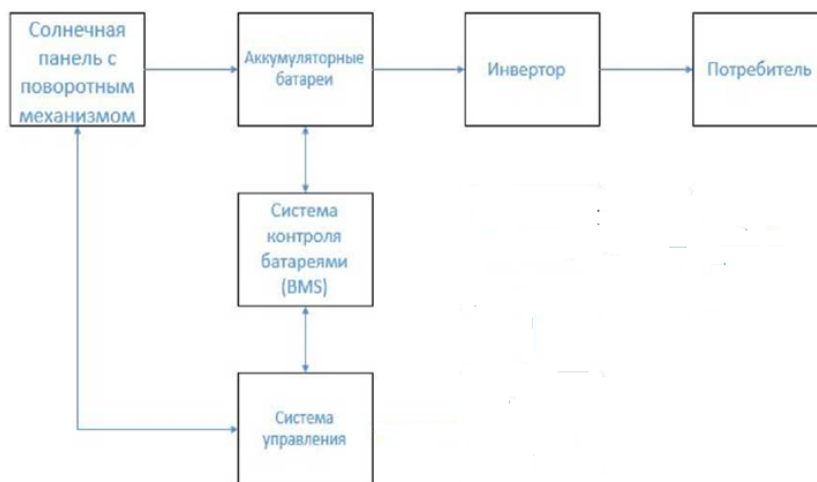 Солнечная
панель с
поворотным
механизмом
Аккумуляторные
батареи
Инвертор
Потребитель
Система
контроля
батареями
(BMS)
Система
управления